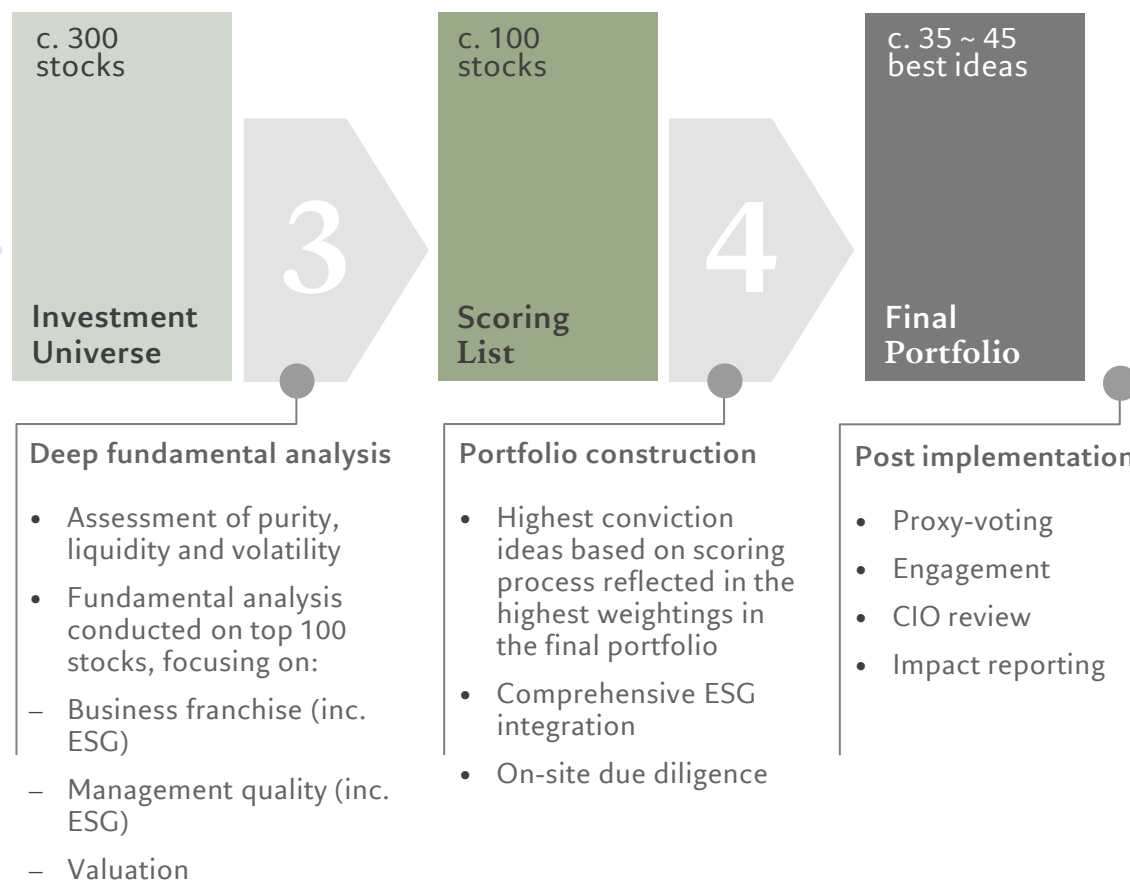 c. 300
stocks
Investment
Universe
3
c. 100
stocks
Scoring
List
4
c. 35 ~ 45
best ideas
Final
Portfolio
Deep fundamental analysis
• Assessment of purity,
liquidity and volatility
• Fundamental analysis
conducted on top 100
stocks, focusing on:
– Business franchise (inc.
ESG)
– Management quality (inc.
ESG)
– Valuation
Portfolio construction
• Highest conviction
ideas based on scoring
process reflected in the
highest weightings in
the final portfolio
• Comprehensive ESG
integration
• On-site due diligence
Post implementation
• Proxy-voting
• Engagement
• CIO review
• Impact reporting